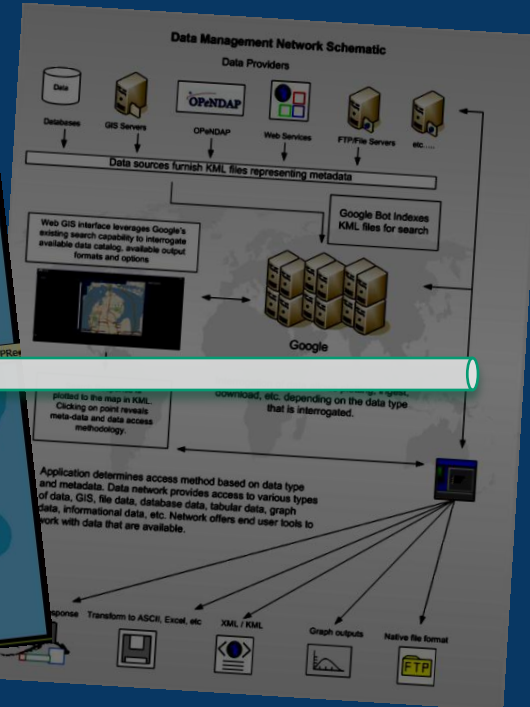 Data Management Network Schematic
Data Providers
Data
OPeNDAP
Databases
GIS Servers
OPeNDAP
Web Services
FTP/File Servers
etc.....
Data sources furnish KML files representing metadata
Google Bot Indexes
KML files for search
Web GIS interface leverages Google's
existing search capability to interrogate
available data catalog, available output
formats and options
Google
plotted to the map in KML.
Clicking on point reveals
meta-data and data access
methodology.
download, etc. depending on the data type
that is interrogated.
Application determines access method based on data type
and metadata. Data network provides access to various types
of data, GIS, file data, database data, tabular data, graph
data, informational data, etc. Network offers end user tools to
work with data that are available.
Transform to ASCII, Excel, etc
XML / KML
Graph outputs
Native file format
FTP